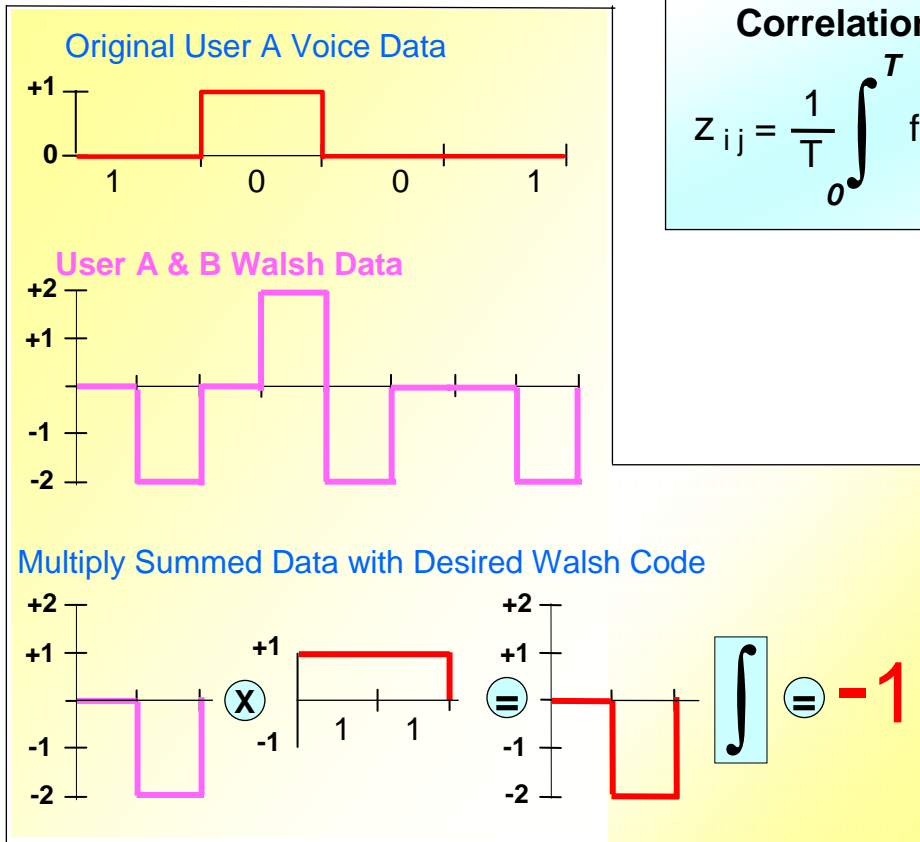 Original User A Voice Data
+1
0
1 0 0 1
Correlation
z i j = 1/T ∫ 0 T f
User A & B Walsh Data
+2
+1
-1
-2
Multiply Summed Data with Desired Walsh Code
+2
+1
-1
-2
X
+1
-1
1 1
=
+2
+1
-1
-2
∫ = -1